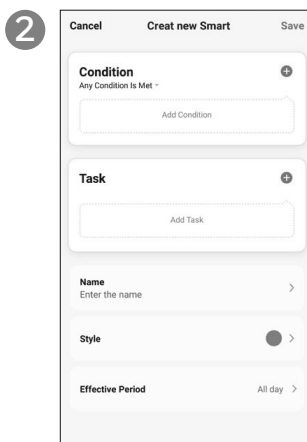 2
Cancel Creat new Smart Save
Condition
Any Condition Is Met
Add Condition
Task
Add Task
Name
Enter the name
Style
Effective Period All day